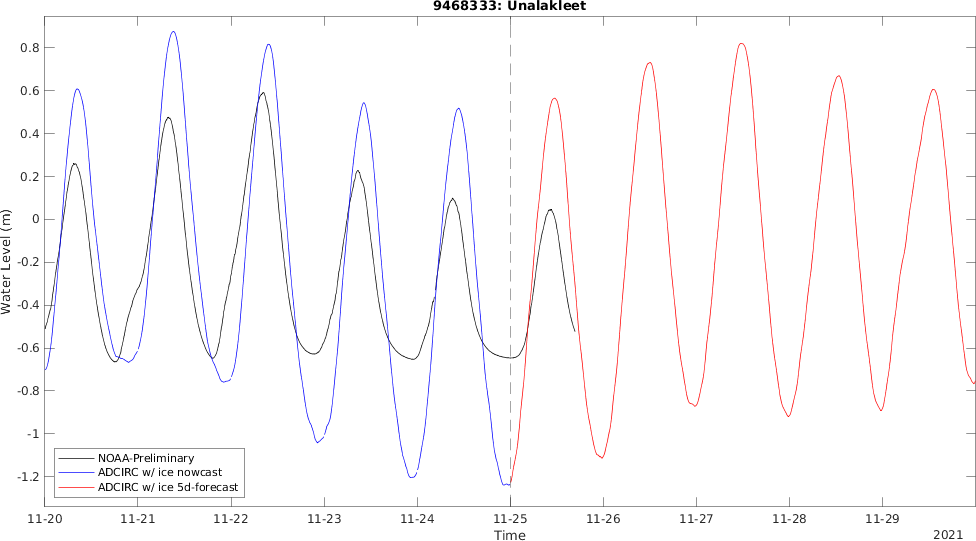 9468333: Unalakleet
Water Level (m)
0.8
0.6
0.4
0.2
0
-0.2
-0.4
-0.6
-0.8
-1
-1.2
NOAA-Preliminary
ADCIRC w/ ice nowcast
ADCIRC w/ ice 5d-forecast
11-20 11-21 11-22 11-23 11-24 11-25 11-26 11-27 11-28 11-29
Time
2021